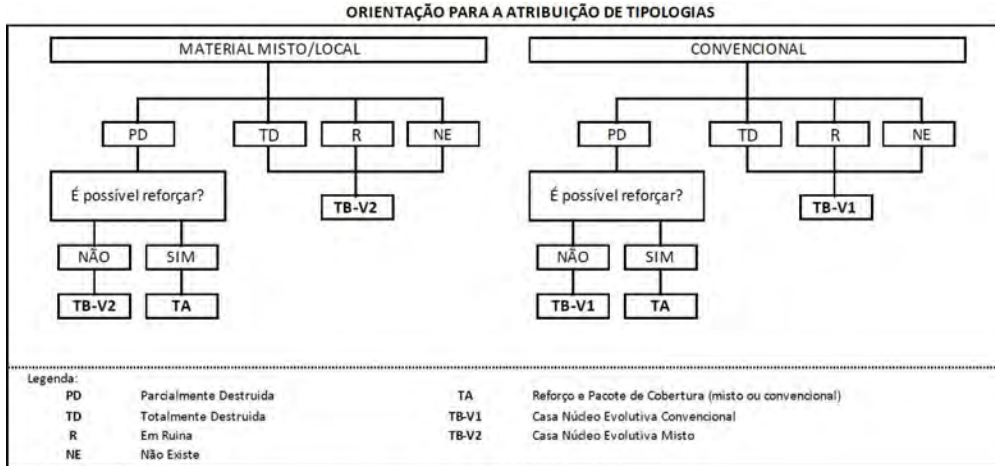 ORIENTAÇÃO PARA A ATRIBUIÇÃO DE TIPOLOGIAS
MATERIAL MISTO/LOCAL CONVENCIONAL
PD TD R NE PD TD R NE
É possível reforçar? TB-V2 É possível reforçar? TB-V1
NÃO SIM NÃO SIM
TB-V2 TA TB-V1 TA
Legenda:
PD Parcialmente Destruida TA Reforço e Pacote de Cobertura (misto ou convencional)
TD Totalmente Destruida TB-V1 Casa Núcleo Evolutiva Convencional
R Em Ruina TB-V2 Casa Núcleo Evolutiva Misto
NE Não Existe